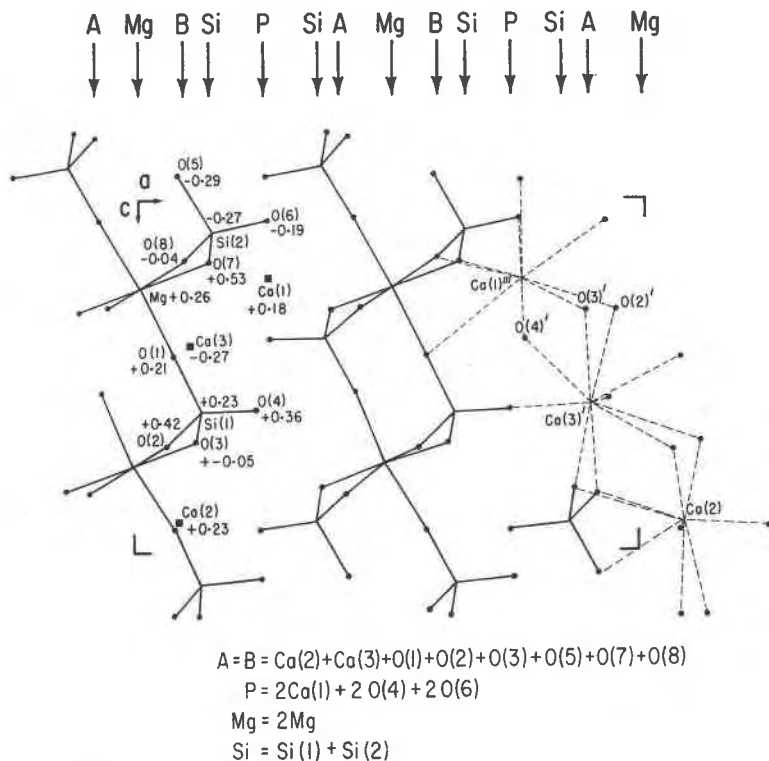 A Mg B Si P Si A Mg B Si P Si A Mg
O(5)
-0.29
a
c
-0.27
O(6)
-0.19
Si(2)
O(8)
-0.04
O(7)
+0.53
Ca(1)
+0.18
Mg+0.26
Ca(1)'''
O(3)'
O(2)'
O(4)'
Ca(3)
-0.27
O(1)
+0.21
+0.23
O(4)
+0.36
Si(1)
+0.42
O(2)
O(3)
+-0.05
Ca(3)'
Ca(2)
+0.23
Ca(2)
A=B=Ca(2)+Ca(3)+O(1)+O(2)+O(3)+O(5)+O(7)+O(8)
P=2Ca(1)+2O(4)+2O(6)
Mg=2Mg
Si=Si(1)+Si(2)